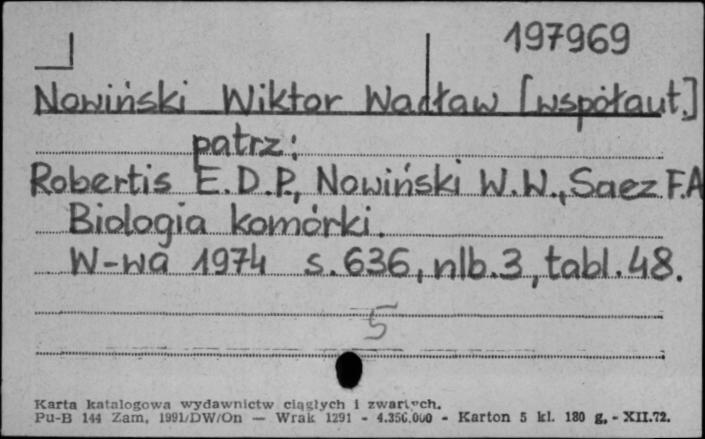 197969
Nowiński Wiktor Wacław [współaut.]
patrz:
Robertis E.D.P., Nowiński W.W., Saez F.A
Biologia komórki.
W-wa 1974 s. 636, nlb. 3, tabl. 48.
5
Karta katalogowa wydawnictw ciągłych i zwartych.
Pu-B 144 Zam. 1991/DW/On — Wrak 1291 - 4.350.000 - Karton 5 kl. 180 g. - XII.72.